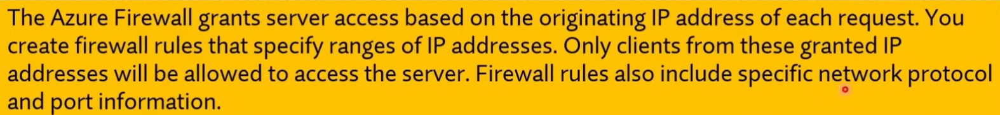 The Azure Firewall grants server access based on the originating IP address of each request. You
create firewall rules that specify ranges of IP addresses. Only clients from these granted IP
addresses will be allowed to access the server. Firewall rules also include specific network protocol
and port information.